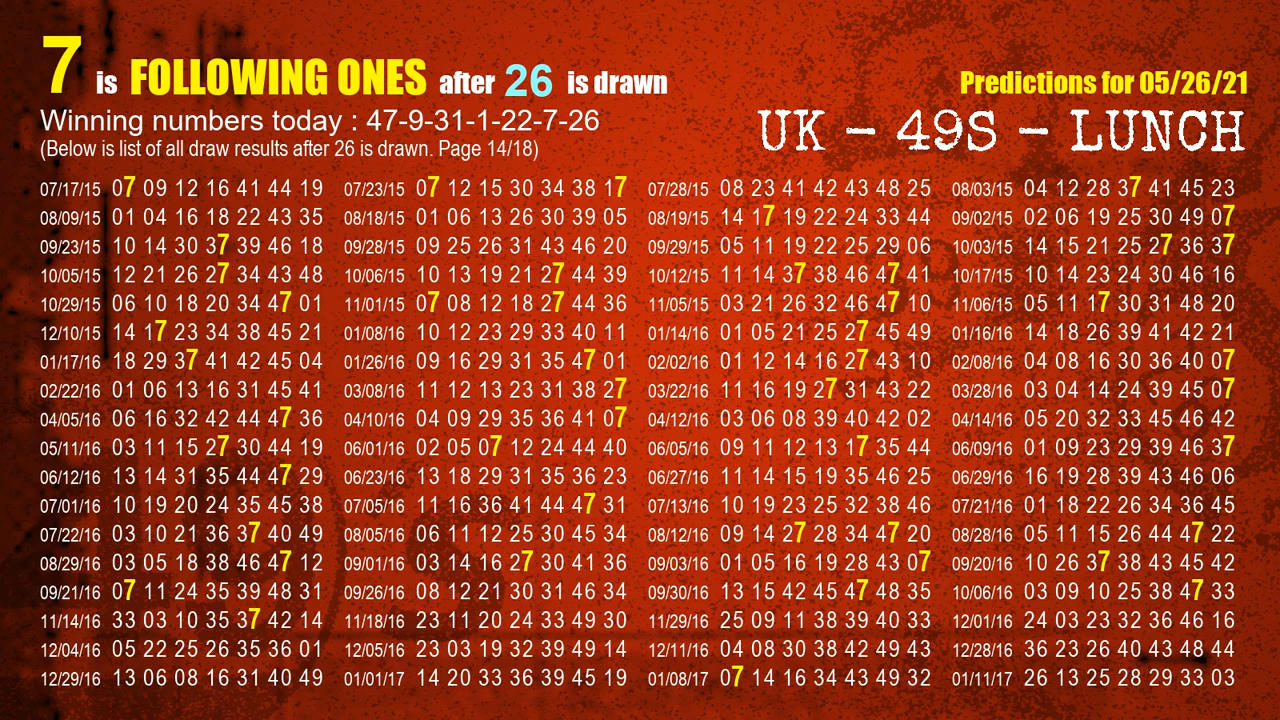 7 is FOLLOWING ONES after 26 is drawn Predictions for 05/26/21
Winning numbers today : 47-9-31-1-22-7-26 UK - 49S - LUNCH
(Below is list of all draw results after 26 is drawn. Page 14/18)
07/17/15 07 09 12 16 41 44 19 07/23/15 07 12 15 30 34 38 17 07/28/15 08 23 41 42 43 48 25 08/03/15 04 12 28 37 41 45 23
08/09/15 01 04 16 18 22 43 35 08/18/15 01 06 13 26 30 39 05 08/19/15 14 17 19 22 24 33 44 09/02/15 02 06 19 25 30 49 07
09/23/15 10 14 30 37 39 46 18 09/28/15 09 25 26 31 43 46 20 09/29/15 05 11 19 22 25 29 06 10/03/15 14 15 21 25 27 36 37
10/05/15 12 21 26 27 34 43 48 10/06/15 10 13 19 21 27 44 39 10/12/15 11 14 37 38 46 47 41 10/17/15 10 14 23 24 30 46 16
10/29/15 06 10 18 20 34 47 01 11/01/15 07 08 12 18 27 44 36 11/05/15 03 21 26 32 46 47 10 11/06/15 05 11 17 30 31 48 20
12/10/15 14 17 23 34 38 45 21 01/08/16 10 12 23 29 33 40 11 01/14/16 01 05 21 25 27 45 49 01/16/16 14 18 26 39 41 42 21
01/17/16 18 29 37 41 42 45 04 01/26/16 09 16 29 31 35 47 01 02/02/16 01 12 14 16 27 43 10 02/08/16 04 08 16 30 36 40 07
02/22/16 01 06 13 16 31 45 41 03/08/16 11 12 13 23 31 38 27 03/22/16 11 16 19 27 31 43 22 03/28/16 03 04 14 24 39 45 07
04/05/16 06 16 32 42 44 47 36 04/10/16 04 09 29 35 36 41 07 04/12/16 03 06 08 39 40 42 02 04/14/16 05 20 32 33 45 46 42
05/11/16 03 11 15 27 30 44 19 06/01/16 02 05 07 12 24 44 40 06/05/16 09 11 12 13 17 35 44 06/09/16 01 09 23 29 39 46 37
06/12/16 13 14 31 35 44 47 29 06/23/16 13 18 29 31 35 36 23 06/27/16 11 14 15 19 35 46 25 06/29/16 16 19 28 39 43 46 06
07/01/16 10 19 20 24 35 45 38 07/05/16 11 16 36 41 44 47 31 07/13/16 10 19 23 25 32 38 46 07/21/16 01 18 22 26 34 36 45
07/22/16 03 10 21 36 37 40 49 08/05/16 06 11 12 25 30 45 34 08/12/16 09 14 27 28 34 47 20 08/28/16 05 11 15 26 44 47 22
08/29/16 03 05 18 38 46 47 12 09/01/16 03 14 16 27 30 41 36 09/03/16 01 05 16 19 28 43 07 09/20/16 10 26 37 38 43 45 42
09/21/16 07 11 24 35 39 48 31 09/26/16 08 12 21 30 31 46 34 09/30/16 13 15 42 45 47 48 35 10/06/16 03 09 10 25 38 47 33
11/14/16 33 03 10 35 37 42 14 11/18/16 23 11 20 24 33 49 30 11/29/16 25 09 11 38 39 40 33 12/01/16 24 03 23 32 36 46 16
12/04/16 05 22 25 26 35 36 01 12/05/16 23 03 19 32 39 49 14 12/11/16 04 08 30 38 42 49 40 12/28/16 36 23 26 40 43 48 44
12/29/16 13 06 08 16 31 40 49 01/01/17 14 20 33 36 39 45 19 01/08/17 07 14 16 34 43 49 32 01/11/17 26 13 25 28 29 33 03